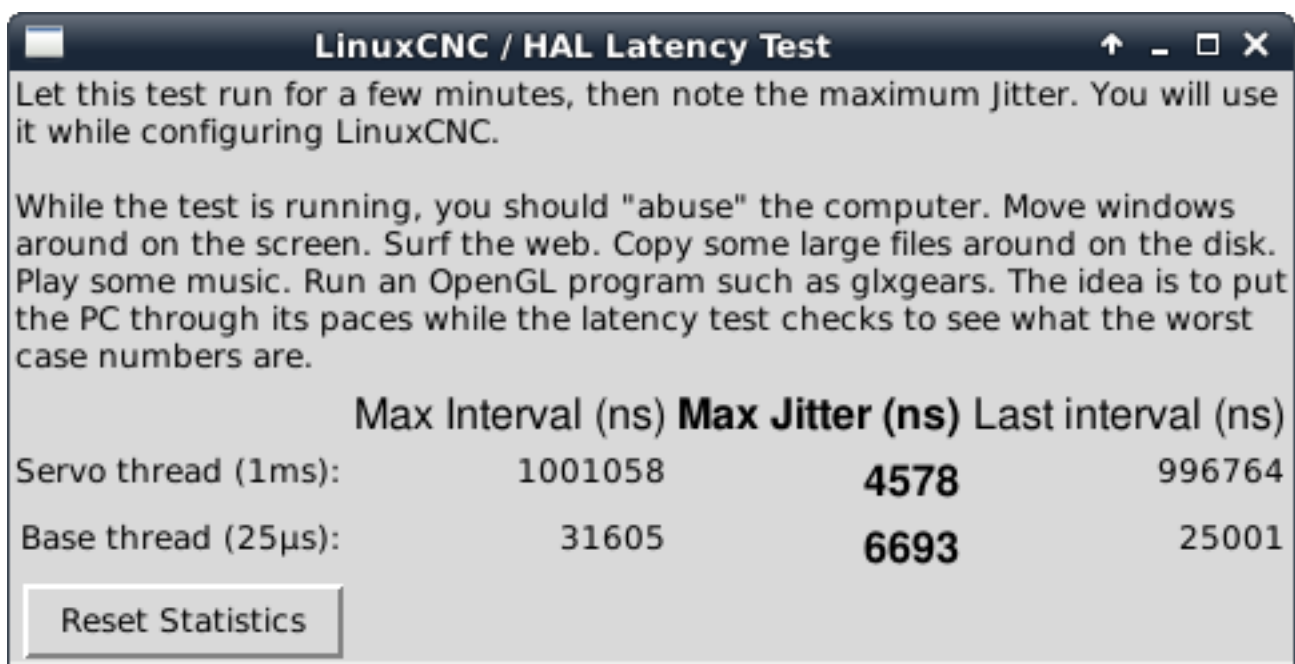 LinuxCNC / HAL Latency Test
Let this test run for a few minutes, then note the maximum Jitter. You will use
it while configuring LinuxCNC.
While the test is running, you should "abuse" the computer. Move windows
around on the screen. Surf the web. Copy some large files around on the disk.
Play some music. Run an OpenGL program such as glxgears. The idea is to put
the PC through its paces while the latency test checks to see what the worst
case numbers are.
Max Interval (ns) Max Jitter (ns) Last interval (ns)
Servo thread (1ms): 1001058 4578 996764
Base thread (25µs): 31605 6693 25001
Reset Statistics